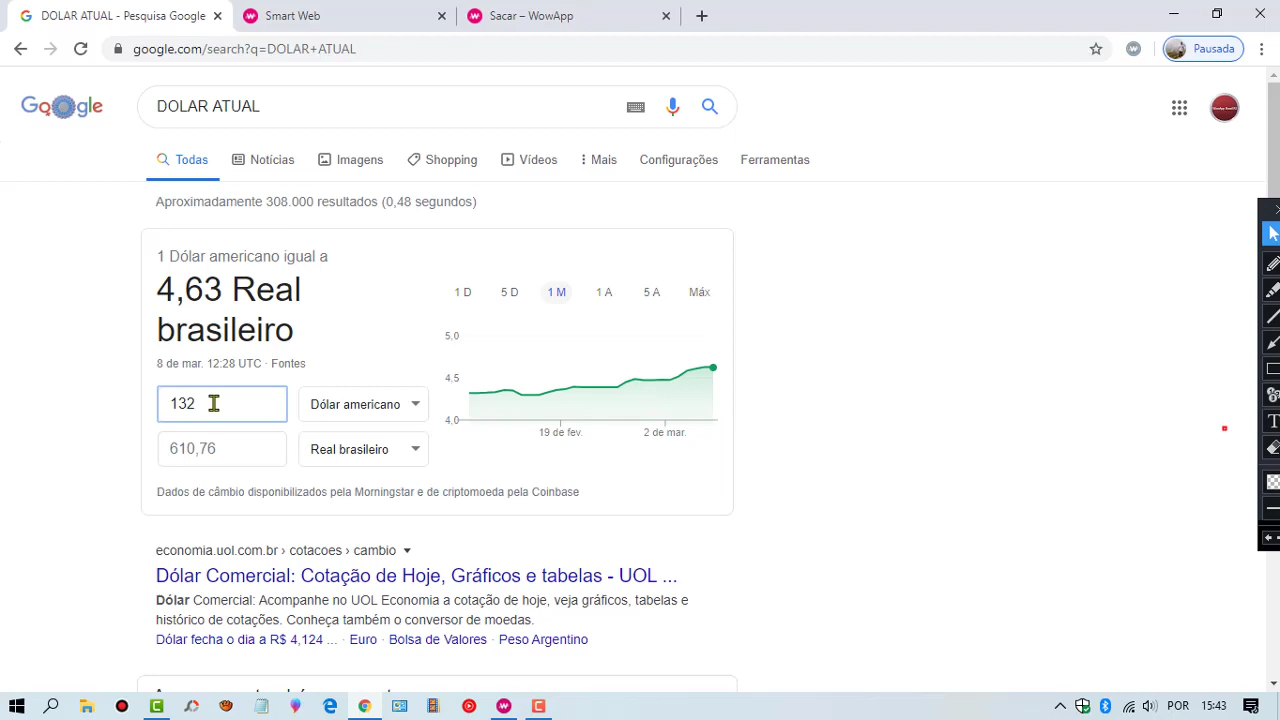 DOLAR ATUAL - Pesquisa Google
Smart Web
Sacar – WowApp
google.com/search?q=DOLAR+ATUAL
Pausada
Google
DOLAR ATUAL
Todas
Notícias
Imagens
Shopping
Vídeos
Mais
Configurações
Ferramentas
Aproximadamente 308.000 resultados (0,48 segundos)
1 Dólar americano igual a
4,63 Real
brasileiro
8 de mar. 12:28 UTC · Fontes
1 D
5 D
1 M
1 A
5 A
Máx
5,0
4,5
4,0
19 de fev.
2 de mar.
132
Dólar americano
610,76
Real brasileiro
Dados de câmbio disponibilizados pela Morningstar e de criptomoeda pela Coinbase
economia.uol.com.br › cotacoes › cambio
Dólar Comercial: Cotação de Hoje, Gráficos e tabelas - UOL ...
Dólar Comercial: Acompanhe no UOL Economia a cotação de hoje, veja gráficos, tabelas e
histórico de cotações. Conheça também o conversor de moedas.
Dólar fecha o dia a R$ 4,124 ... · Euro · Bolsa de Valores · Peso Argentino
POR
15:43